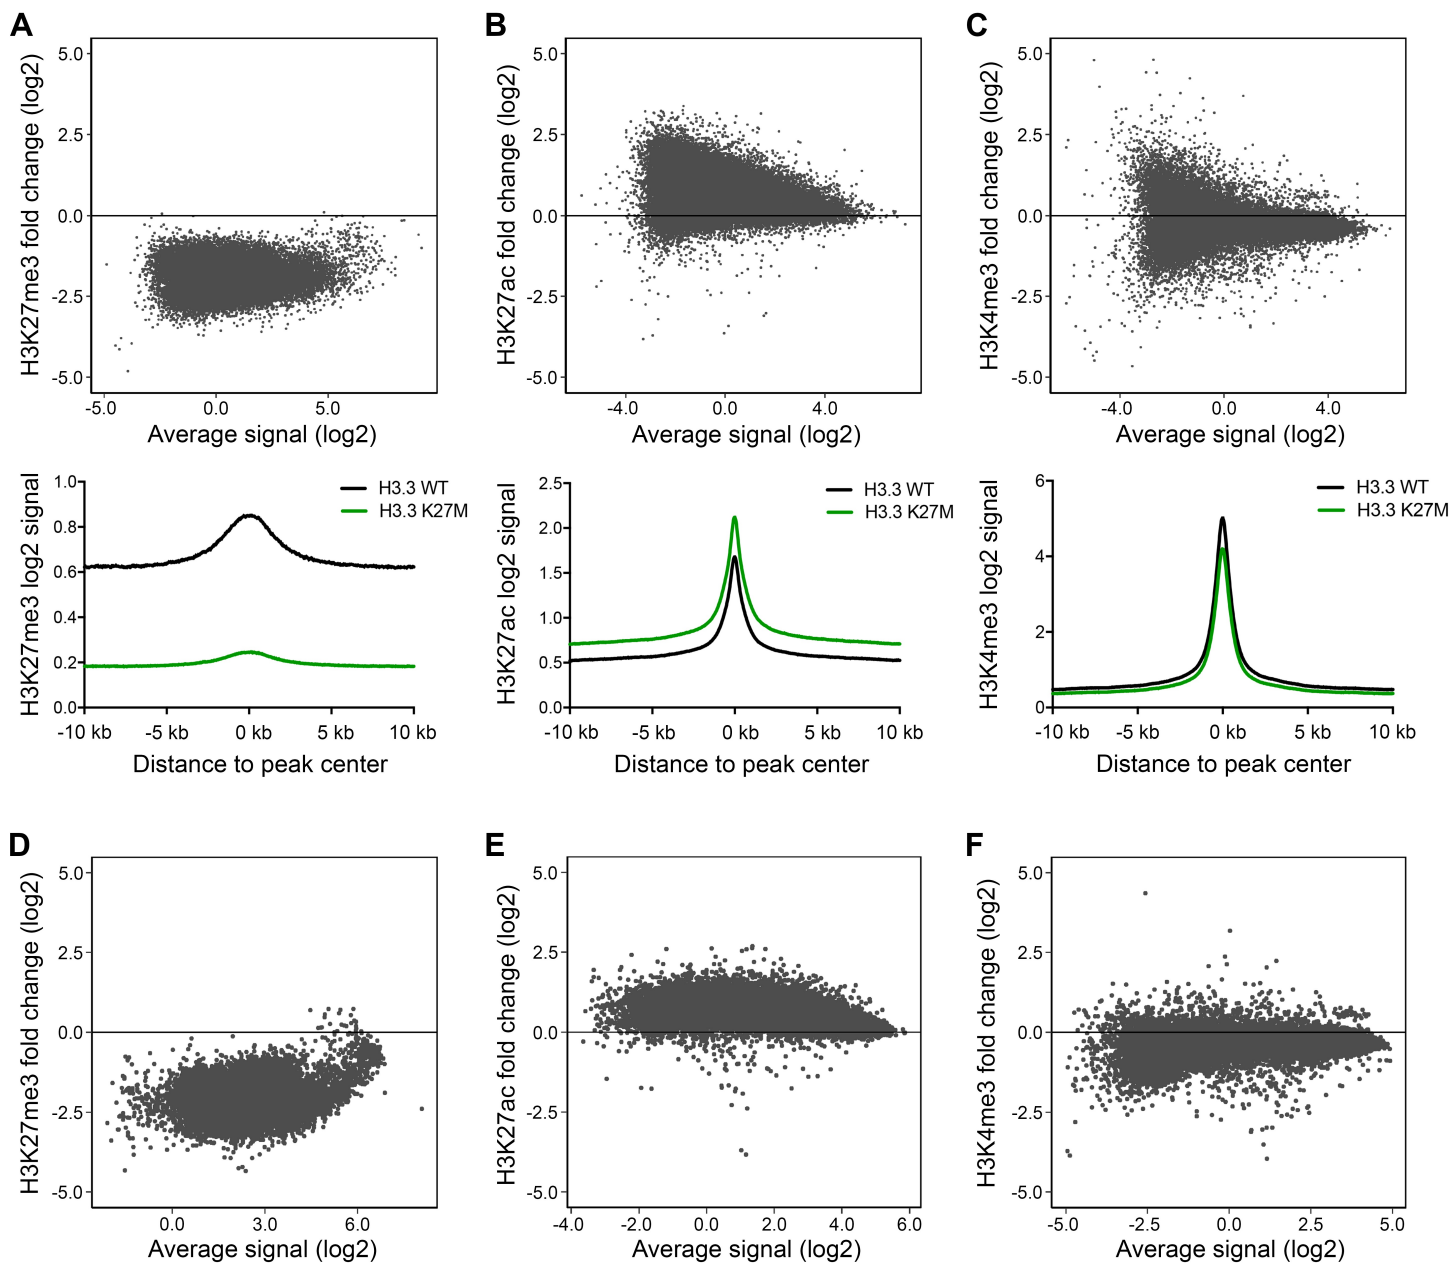 A
H3K27me3 fold change (log2)
5.0
2.5
0.0
-2.5
-5.0
-5.0 0.0 5.0
Average signal (log2)
B
H3K27ac fold change (log2)
5.0
2.5
0.0
-2.5
-5.0
-4.0 0.0 4.0
Average signal (log2)
C
H3K4me3 fold change (log2)
5.0
2.5
0.0
-2.5
-5.0
-4.0 0.0 4.0
Average signal (log2)
H3K27me3 log2 signal
1.0
0.8
0.6
0.4
0.2
0.0
H3.3 WT
H3.3 K27M
-10 kb -5 kb 0 kb 5 kb 10 kb
Distance to peak center
H3K27ac log2 signal
2.5
2.0
1.5
1.0
0.5
0.0
H3.3 WT
H3.3 K27M
-10 kb -5 kb 0 kb 5 kb 10 kb
Distance to peak center
H3K4me3 log2 signal
6
4
2
0
H3.3 WT
H3.3 K27M
-10 kb -5 kb 0 kb 5 kb 10 kb
Distance to peak center
D
H3K27me3 fold change (log2)
5.0
2.5
0.0
-2.5
-5.0
0.0 3.0 6.0
Average signal (log2)
E
H3K27ac fold change (log2)
5.0
2.5
0.0
-2.5
-5.0
-4.0 -2.0 0.0 2.0 4.0 6.0
Average signal (log2)
F
H3K4me3 fold change (log2)
5.0
2.5
0.0
-2.5
-5.0
-5.0 -2.5 0.0 2.5 5.0
Average signal (log2)